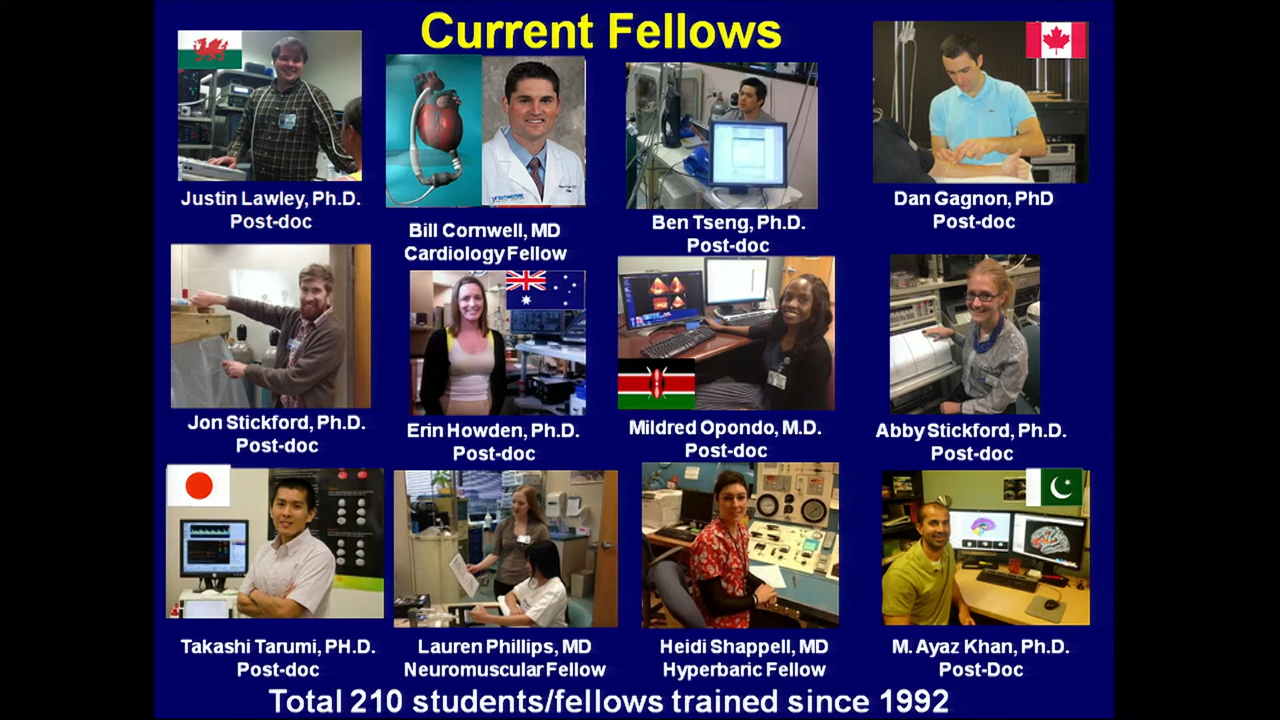 Current Fellows
Justin Lawley, Ph.D.
Post-doc
Bill Cornwell, MD
Cardiology Fellow
Ben Tseng, Ph.D.
Post-doc
Dan Gagnon, PhD
Post-doc
Jon Stickford, Ph.D.
Post-doc
Erin Howden, Ph.D.
Post-doc
Mildred Opondo, M.D.
Post-doc
Abby Stickford, Ph.D.
Post-doc
Takashi Tarumi, PH.D.
Post-doc
Lauren Phillips, MD
Neuromuscular Fellow
Heidi Shappell, MD
Hyperbaric Fellow
M. Ayaz Khan, Ph.D.
Post-Doc
Total 210 students/fellows trained since 1992